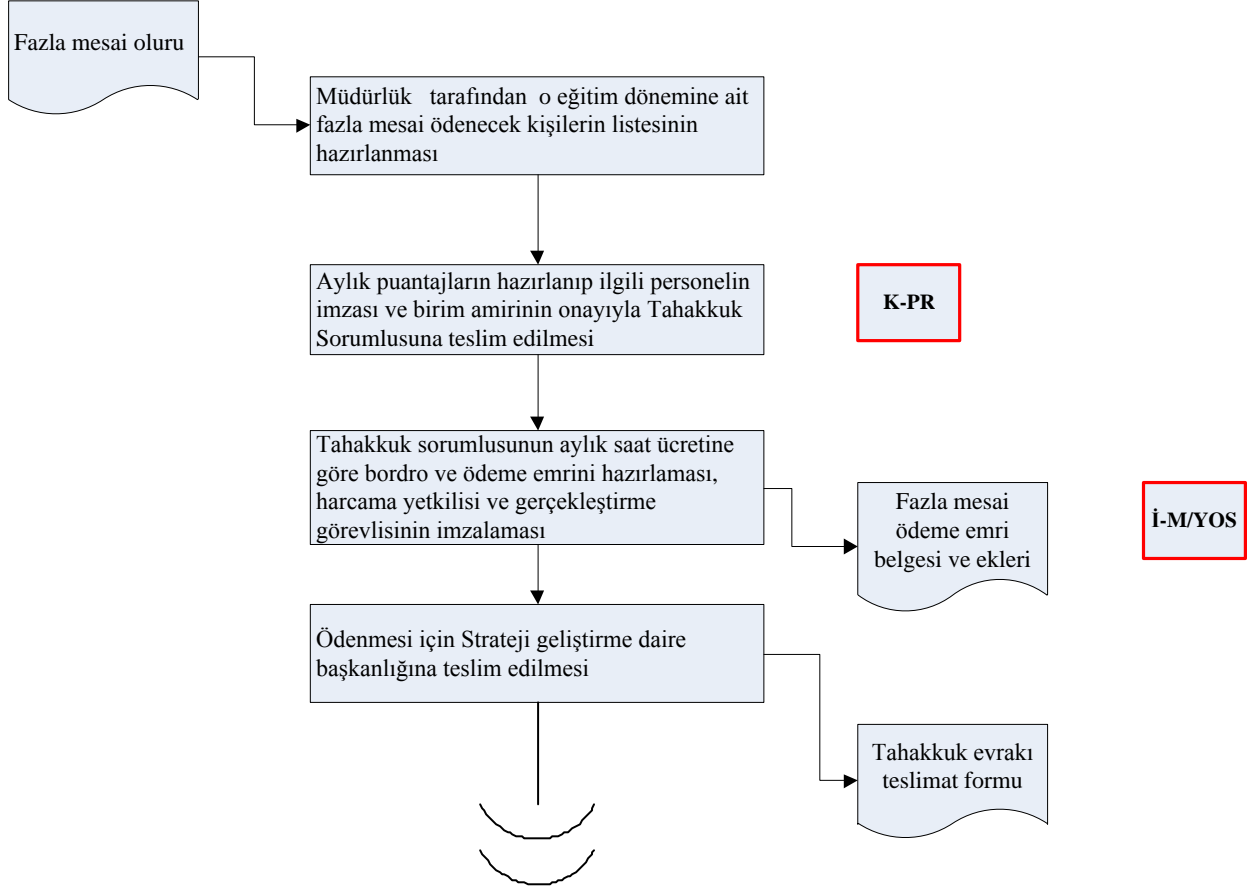 Fazla mesai oluru
Müdürlük tarafından o eğitim dönemine ait
fazla mesai ödenecek kişilerin listesinin
hazırlanması
Aylık puantajların hazırlanıp ilgili personelin
imzası ve birim amirinin onayıyla Tahakkuk
Sorumlusuna teslim edilmesi
K-PR
Tahakkuk sorumlusunun aylık saat ücretine
göre bordro ve ödeme emrini hazırlaması,
harcama yetkilisi ve gerçekleştirme
görevlisinin imzalaması
Fazla mesai
ödeme emri
belgesi ve ekleri
İ-M/YOS
Ödenmesi için Strateji geliştirme daire
başkanlığına teslim edilmesi
Tahakkuk evrakı
teslimat formu